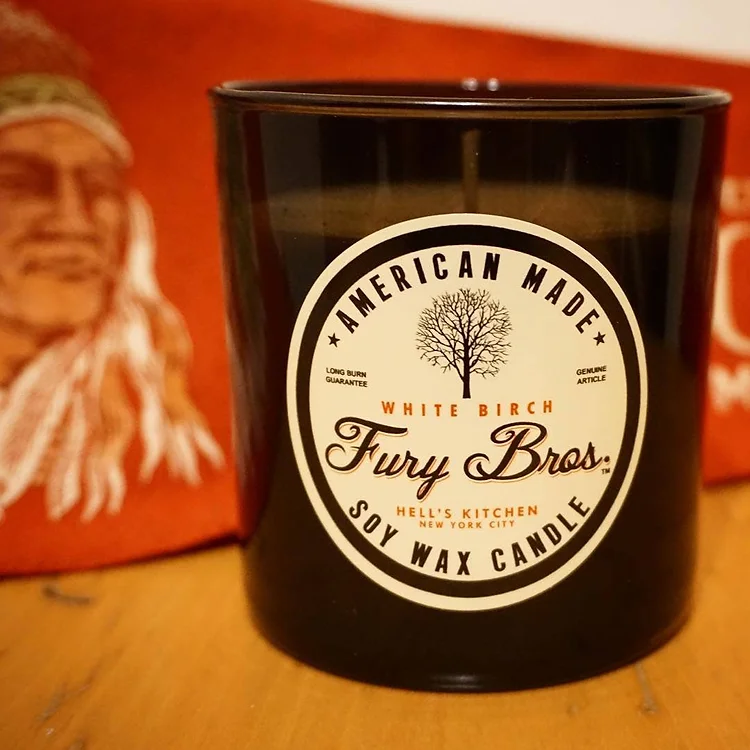 AMERICAN MADE
LONG BURN
GUARANTEE
GENUINE
ARTICLE
WHITE BIRCH
Fury Bros.™
HELL'S KITCHEN
NEW YORK CITY
SOY WAX CANDLE